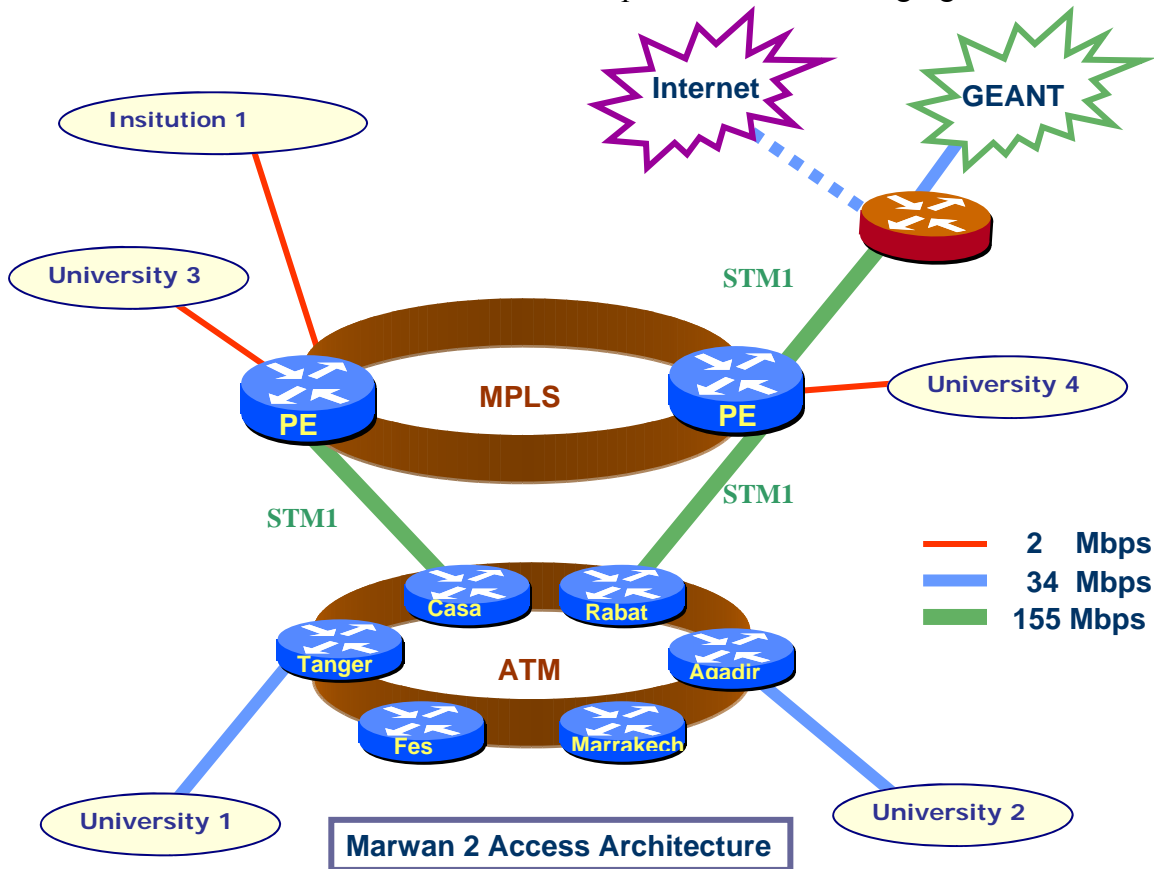 Internet
GEANT
Insitution 1
University 3
STM1
MPLS
PE
PE
University 4
STM1
STM1
2 Mbps
34 Mbps
155 Mbps
Casa
Rabat
Tanger
ATM
Agadir
Fes
Marrakech
University 1
University 2
Marwan 2 Access Architecture